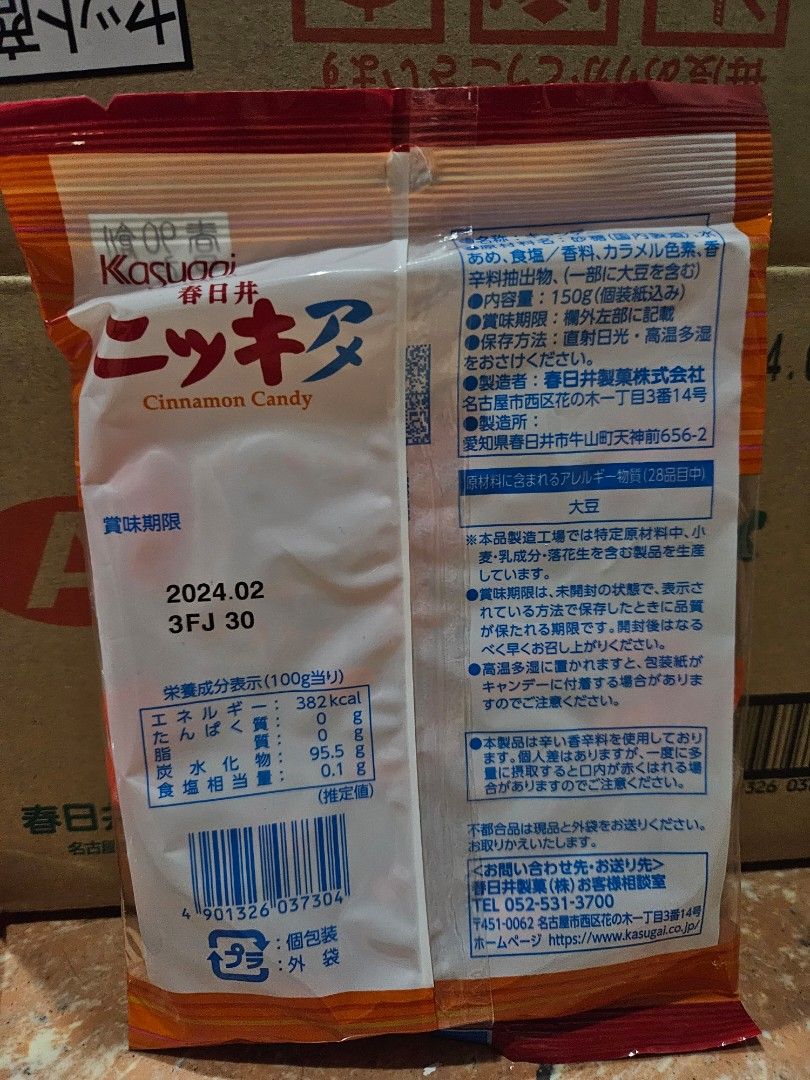 セット商
毎度ありがとうございます
Kasugai
春日井
ニッキアメ
Cinnamon Candy
賞味期限
2024.02
3FJ 30
栄養成分表示(100g当り)
エネルギー: 382kcal
たんぱく質: 0 g
脂質: 0 g
炭水化物: 95.5 g
食塩相当量: 0.1 g
(推定値)
4 901326 037304
プラ
:個包装
:外 袋
あめ、食塩/香料、カラメル色素、香
辛料抽出物、(一部に大豆を含む)
●内容量:150g(個装紙込み)
●賞味期限:欄外左部に記載
●保存方法:直射日光・高温多湿
をおさけください。
●製造者:春日井製菓株式会社
名古屋市西区花の木一丁目3番14号
●製造所:
愛知県春日井市牛山町天神前656-2
原材料に含まれるアレルギー物質(28品目中)
大豆
※本品製造工場では特定原材料中、小
麦・乳成分・落花生を含む製品を生産
しています。
●賞味期限は、未開封の状態で、表示さ
れている方法で保存したときに品質
が保たれる期限です。開封後はなる
べく早くお召し上がりください。
●高温多湿に置かれますと、包装紙が
キャンデーに付着する場合がありま
すのでご注意ください。
●本製品は辛い香辛料を使用しており
ます。個人差はありますが、一度に多
量に摂取すると口内が赤くはれる場
合がありますのでご注意ください。
不都合品は現品と外袋をお送りください。
お取りかえいたします。
<お問い合わせ先・お送り先>
春日井製菓(株)お客様相談室
TEL 052-531-3700
〒451-0062 名古屋市西区花の木一丁目3番14号
ホームページ https://www.kasugai.co.jp/
春日井
名古屋
326 03